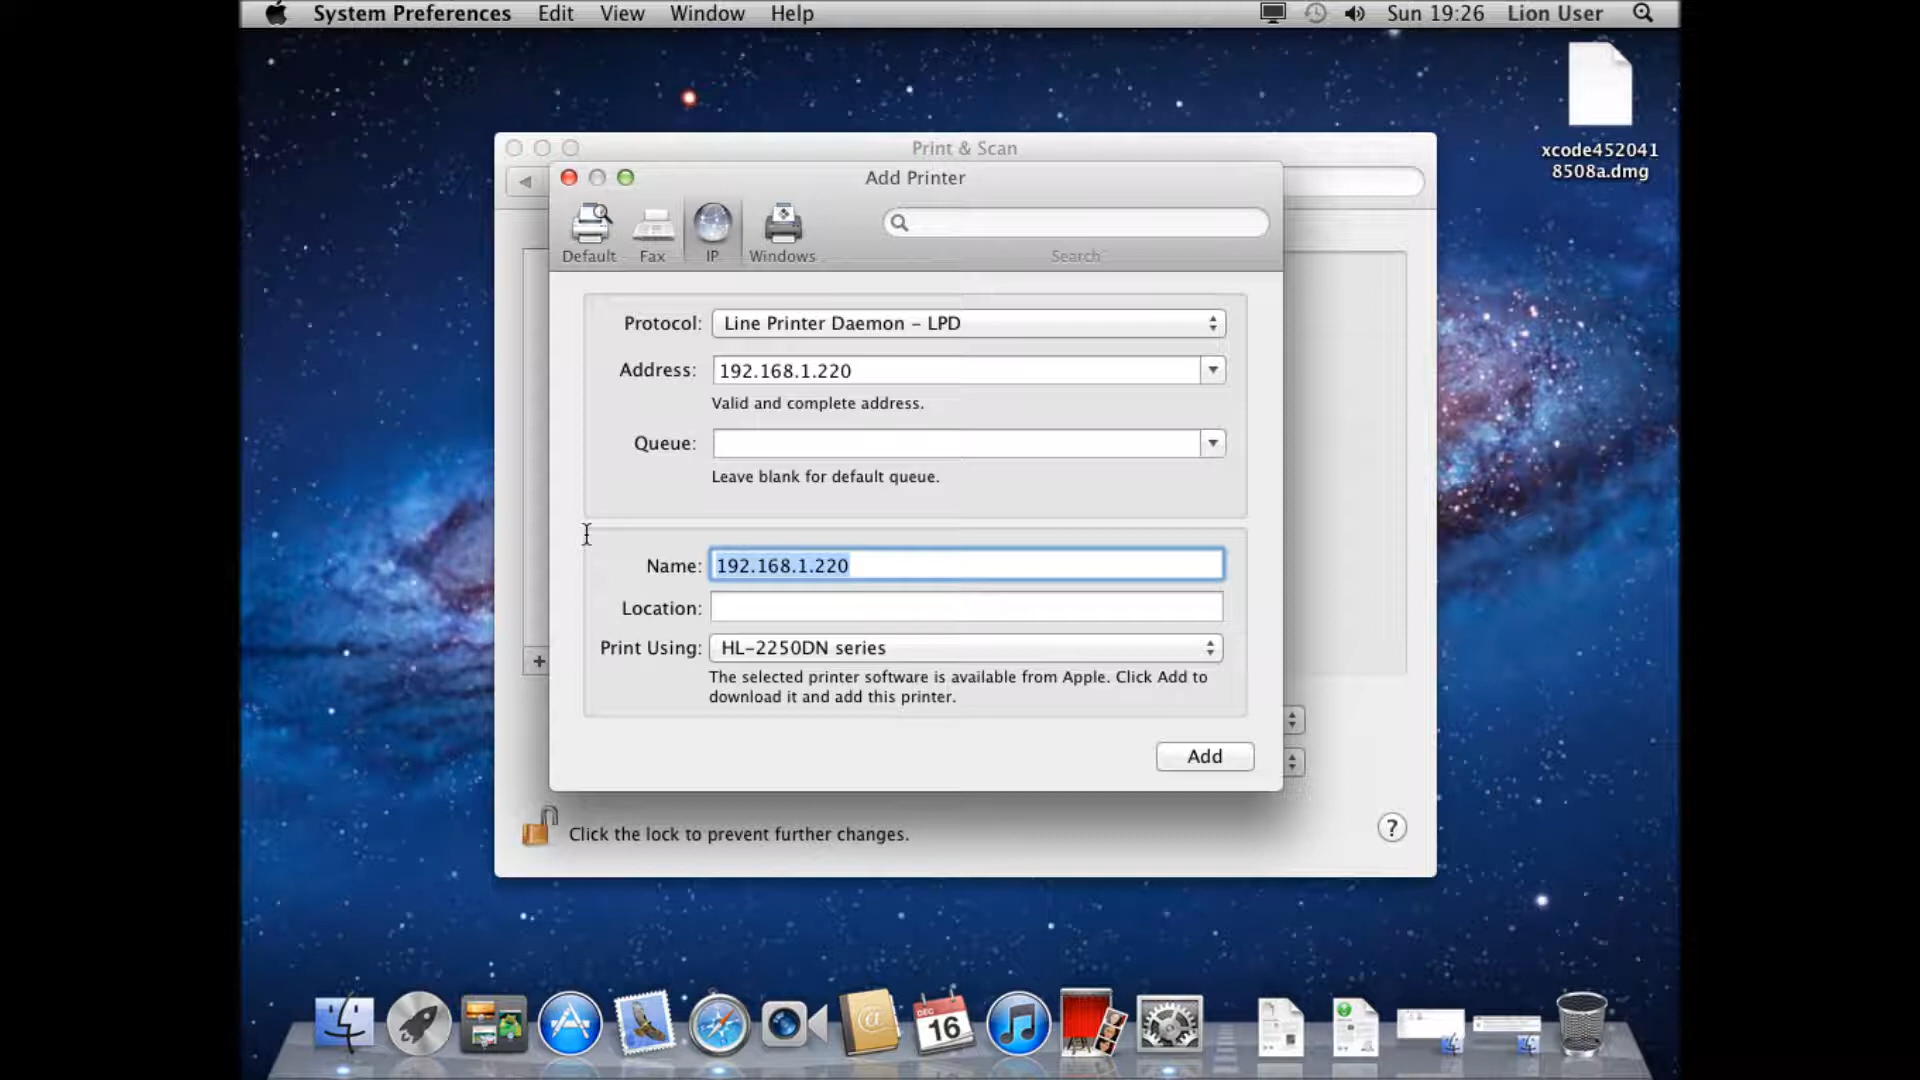 System Preferences Edit View Window Help Sun 19:26 Lion User
xcode452041
8508a.dmg
Print & Scan
Add Printer
Default Fax IP Windows Search
Protocol: Line Printer Daemon – LPD
Address: 192.168.1.220
Valid and complete address.
Queue:
Leave blank for default queue.
Name: 192.168.1.220
Location:
Print Using: HL-2250DN series
The selected printer software is available from Apple. Click Add to
download it and add this printer.
Add
Click the lock to prevent further changes.
?
DEC
16